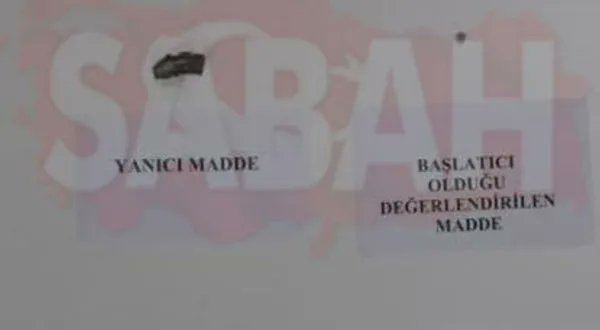 SABAH
YANICI MADDE
BAŞLATICI
OLDUĞU
DEĞERLENDİRİLEN
MADDE